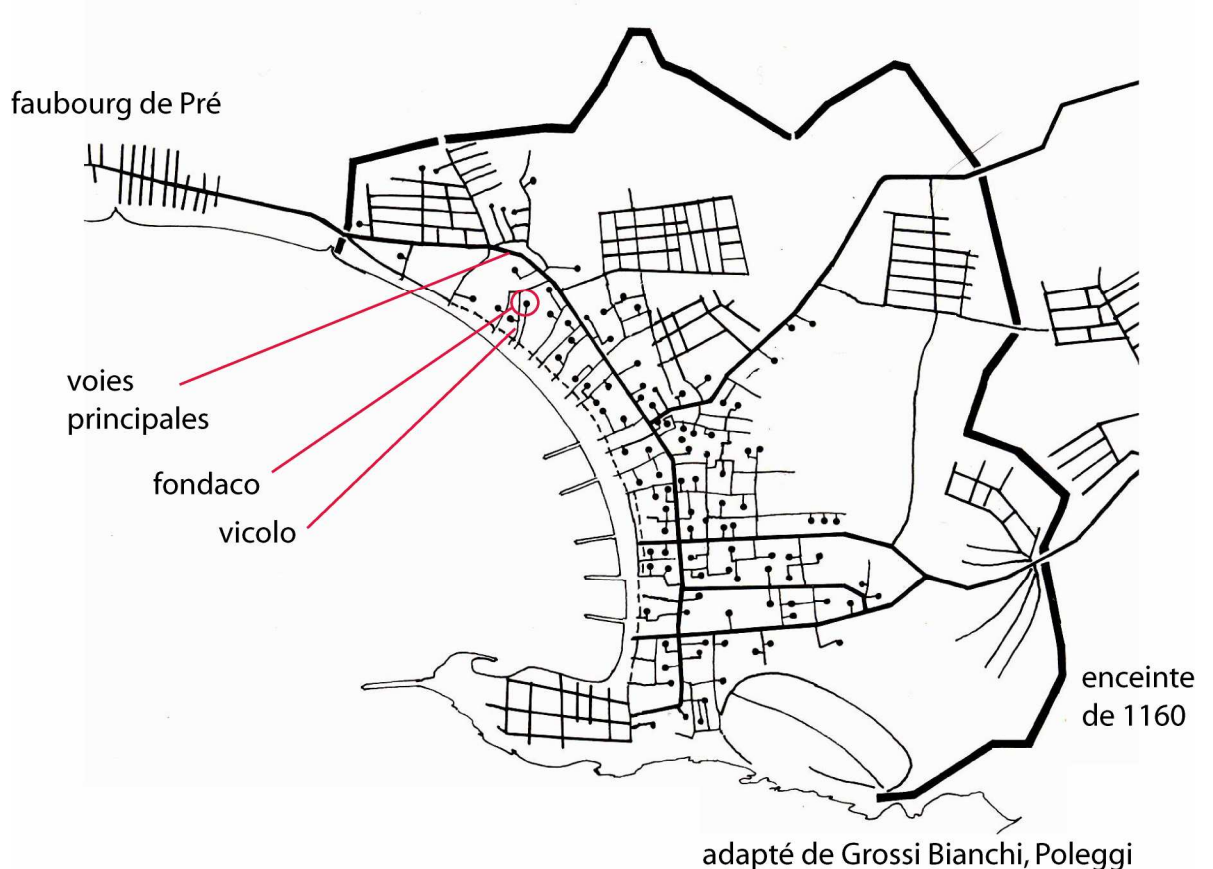 faubourg de Pré
voies
principales
fondaco
vicolo
enceinte
de 1160
adapté de Grossi Bianchi, Poleggi